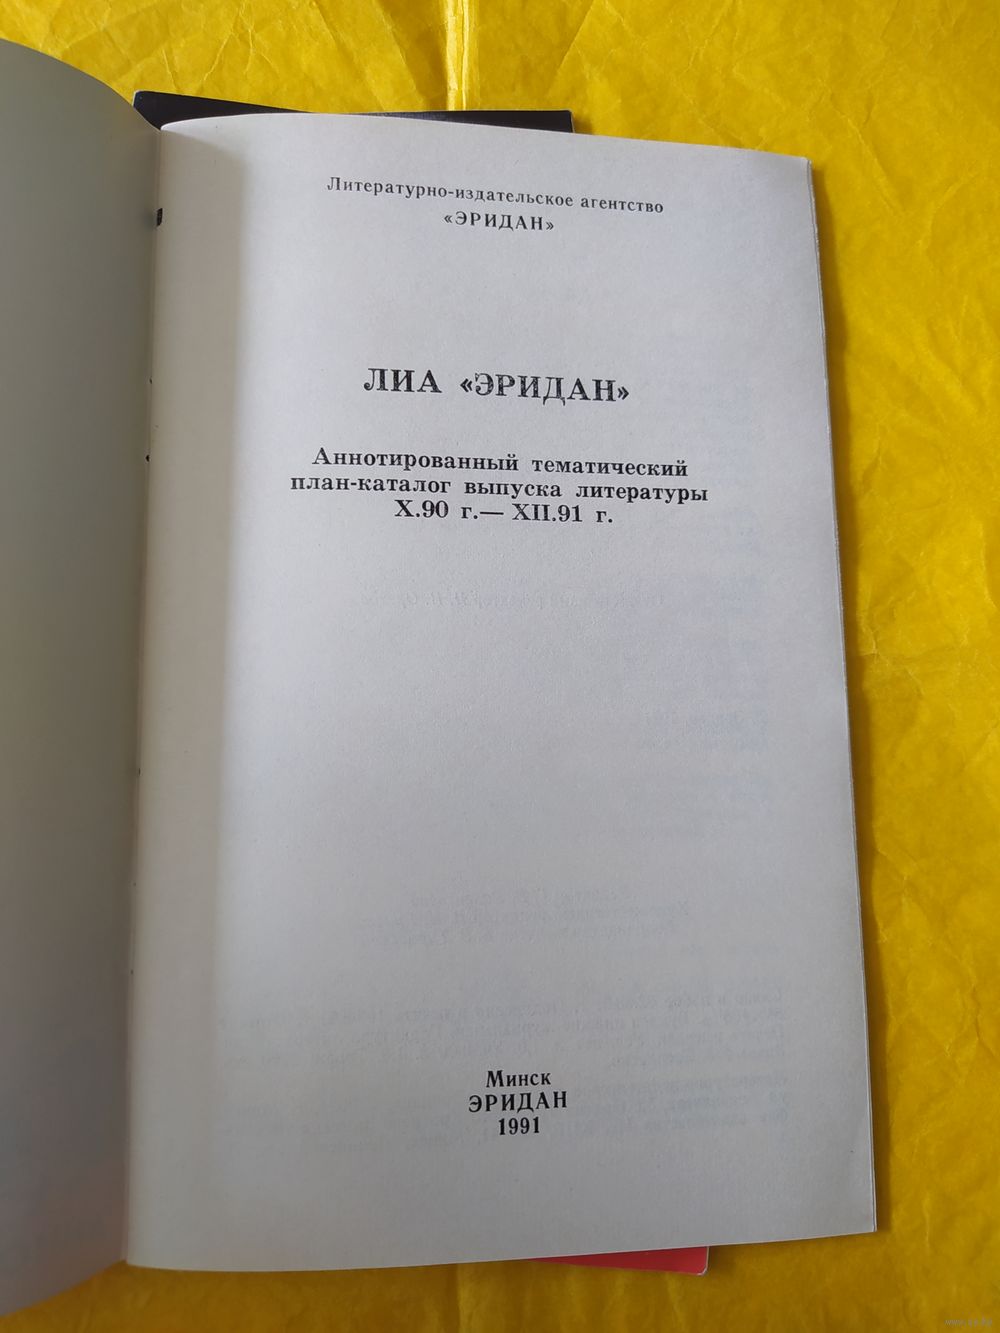 Литературно-издательское агентство
«ЭРИДАН»
ЛИА «ЭРИДАН»
Аннотированный тематический
план-каталог выпуска литературы
X.90 г.— XII.91 г.
Минск
ЭРИДАН
1991